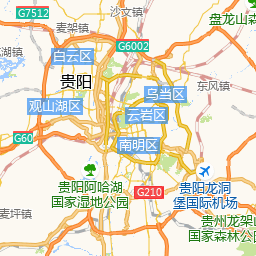 G7512
麦架镇
沙文镇
盘龙山森
白云区
G6002
东风镇
贵阳
乌当区
观山湖区
云岩区
G60
南明区
贵阳阿哈湖
国家湿地公园
G210
贵阳龙洞
堡国际机场
麦坪镇
贵州龙架山
国家森林公